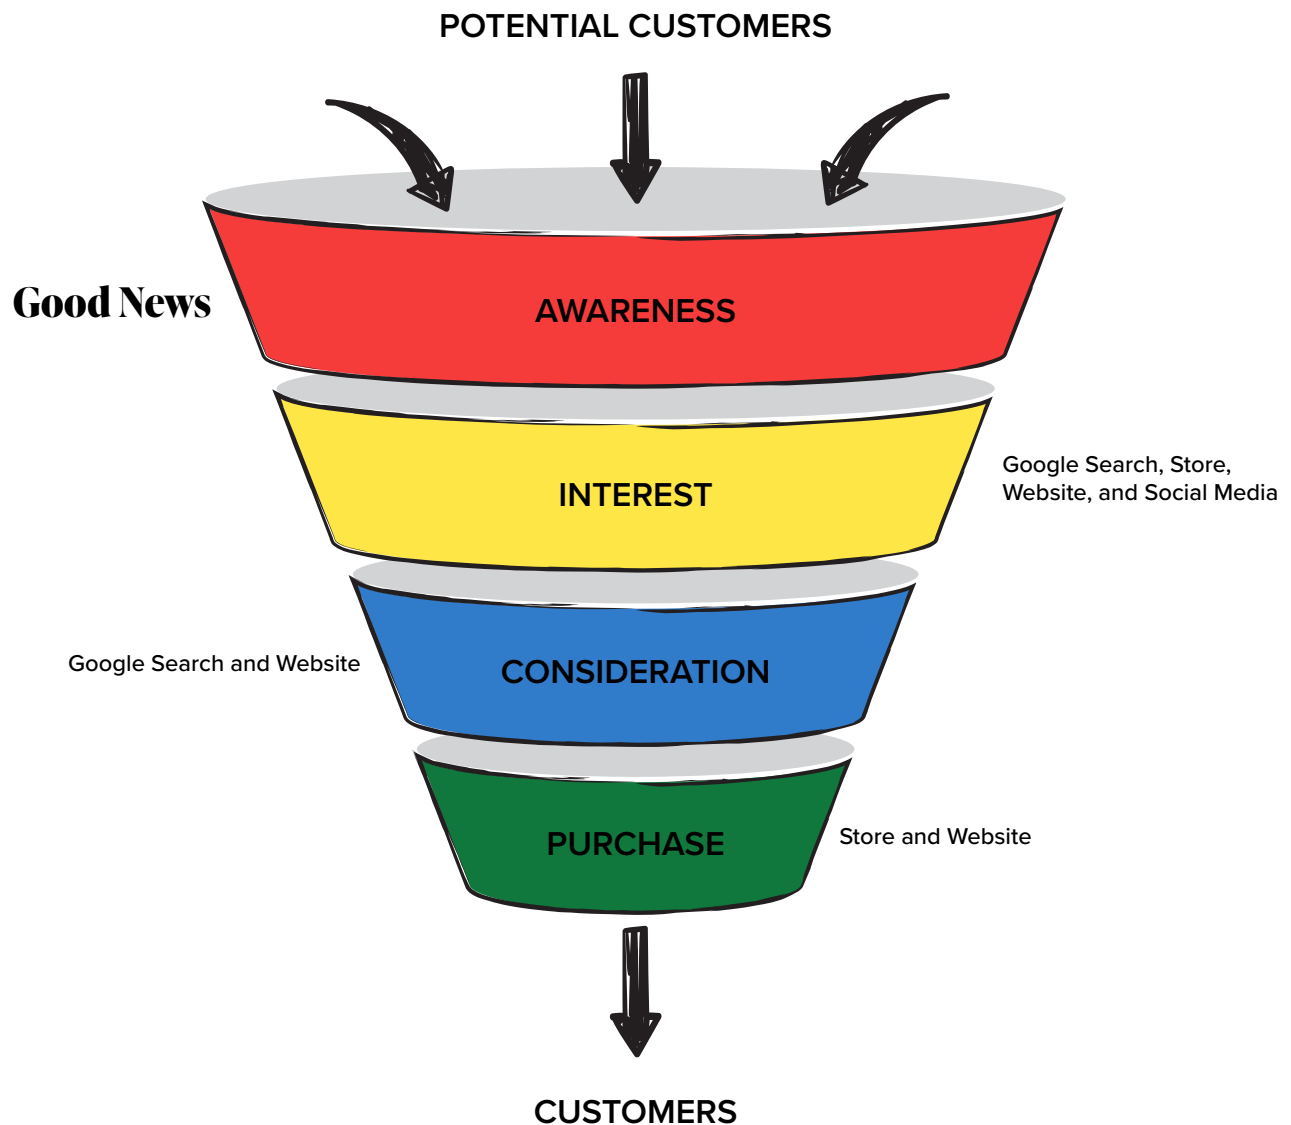 POTENTIAL CUSTOMERS
Good News
AWARENESS
INTEREST
Google Search, Store,
Website, and Social Media
Google Search and Website
CONSIDERATION
PURCHASE
Store and Website
CUSTOMERS